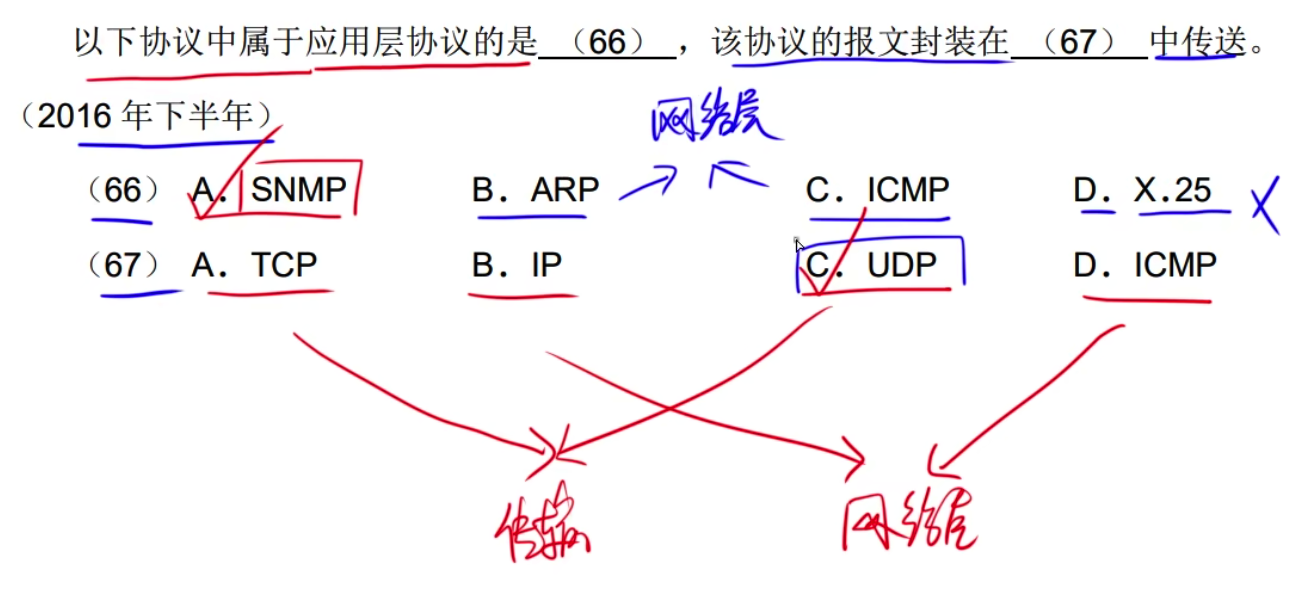 以下协议中属于应用层协议的是（66），该协议的报文封装在（67）中传送。
（2016 年下半年）
网络层
（66） A．SNMP B．ARP C．ICMP D．X.25 X
（67） A．TCP B．IP C．UDP D．ICMP
传输 网络层